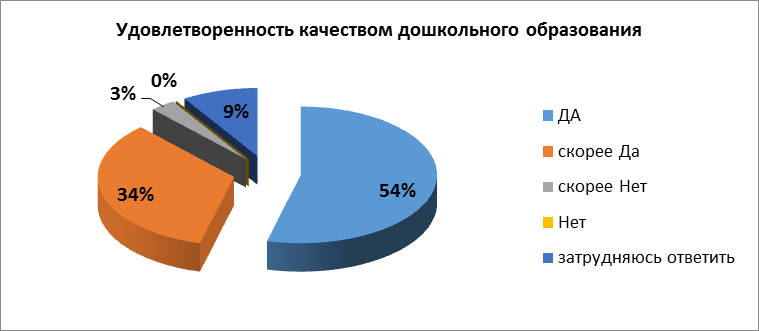 Удовлетворенность качеством дошкольного образования
0%
3%
9%
34%
54%
ДА
скорее Да
скорее Нет
Нет
затрудняюсь ответить